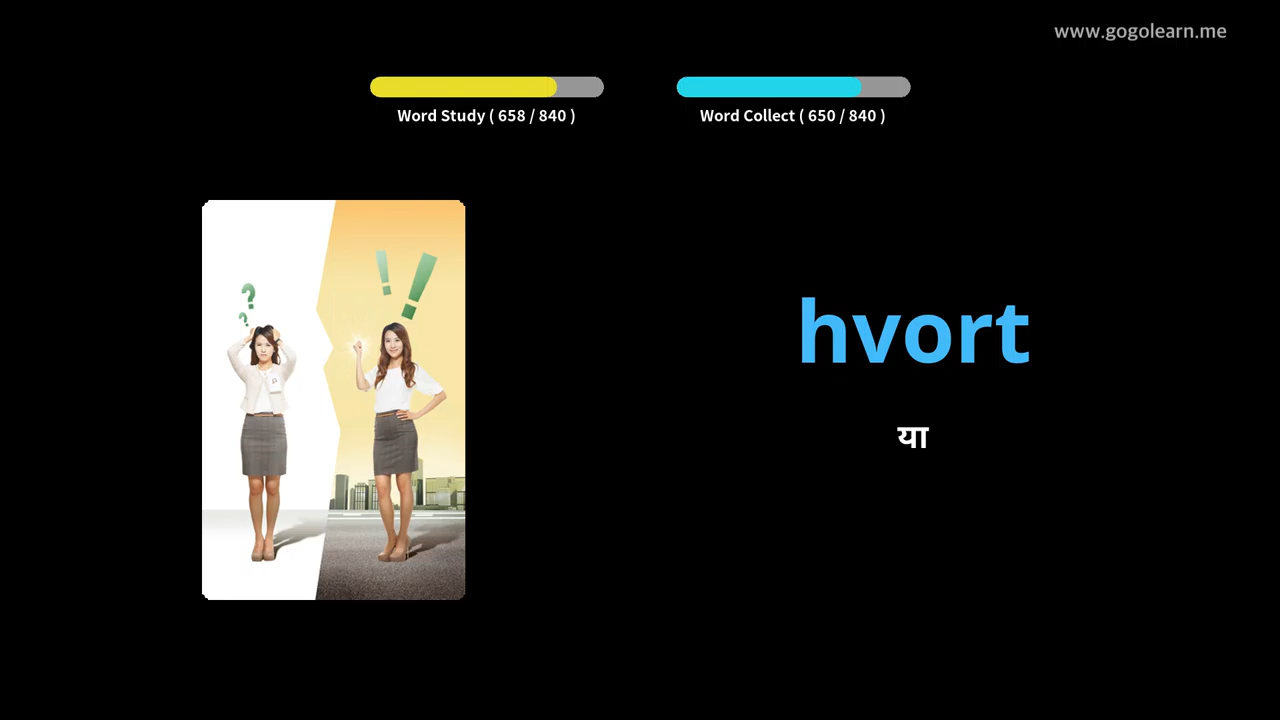 www.gogolearn.me
Word Study ( 658 / 840 )
Word Collect ( 650 / 840 )
? !!
?
hvort
या